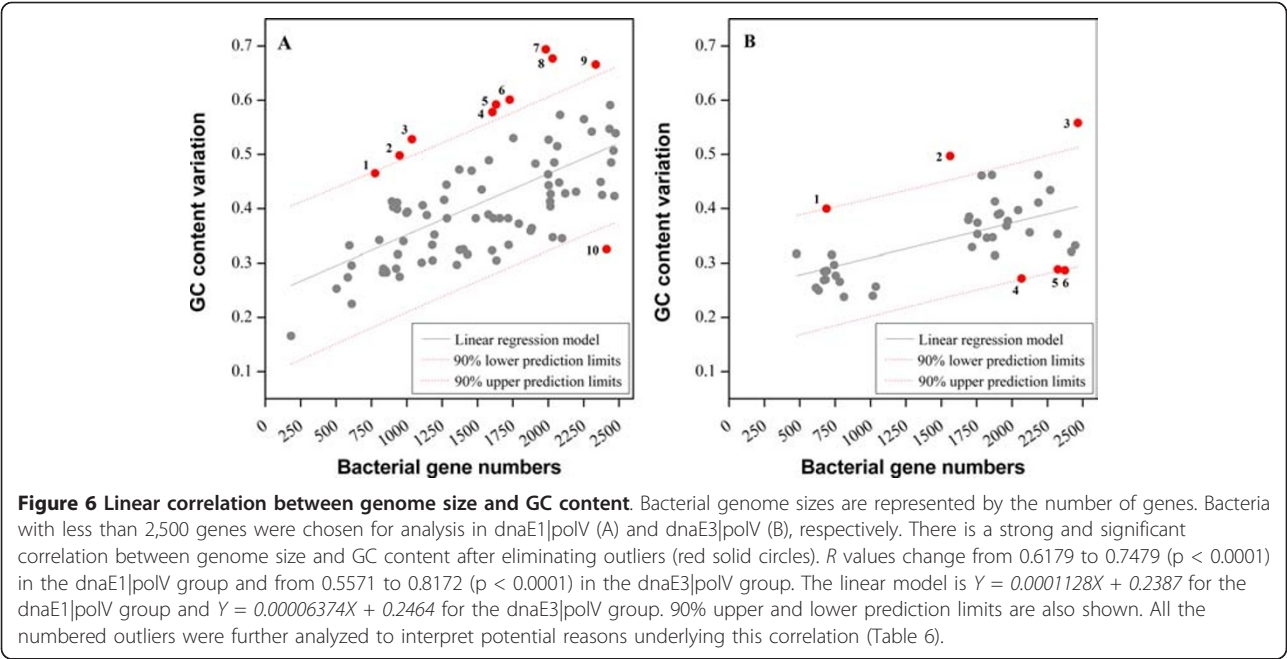 A
GC content variation
0.7
0.6
0.5
0.4
0.3
0.2
0.1
1
2
3
4
5
6
7
8
9
10
Linear regression model
90% lower prediction limits
90% upper prediction limits
0 250 500 750 1000 1250 1500 1750 2000 2250 2500
Bacterial gene numbers
B
GC content variation
0.7
0.6
0.5
0.4
0.3
0.2
0.1
1
2
3
4
5 6
Linear regression model
90% lower prediction limits
90% upper prediction limits
0 250 500 750 1000 1250 1500 1750 2000 2250 2500
Bacterial gene numbers
Figure 6 Linear correlation between genome size and GC content. Bacterial genome sizes are represented by the number of genes. Bacteria
with less than 2,500 genes were chosen for analysis in dnaE1|polV (A) and dnaE3|polV (B), respectively. There is a strong and significant
correlation between genome size and GC content after eliminating outliers (red solid circles). R values change from 0.6179 to 0.7479 (p < 0.0001)
in the dnaE1|polV group and from 0.5571 to 0.8172 (p < 0.0001) in the dnaE3|polV group. The linear model is Y = 0.0001128X + 0.2387 for the
dnaE1|polV group and Y = 0.00006374X + 0.2464 for the dnaE3|polV group. 90% upper and lower prediction limits are also shown. All the
numbered outliers were further analyzed to interpret potential reasons underlying this correlation (Table 6).